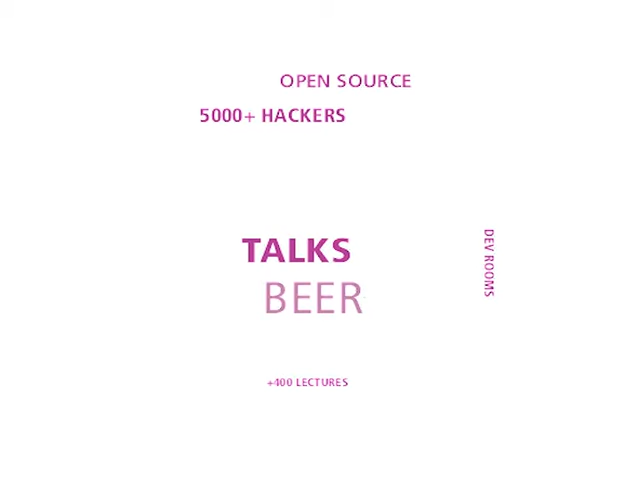 OPEN SOURCE
5000+ HACKERS
TALKS
DEV ROOMS
BEER
+400 LECTURES